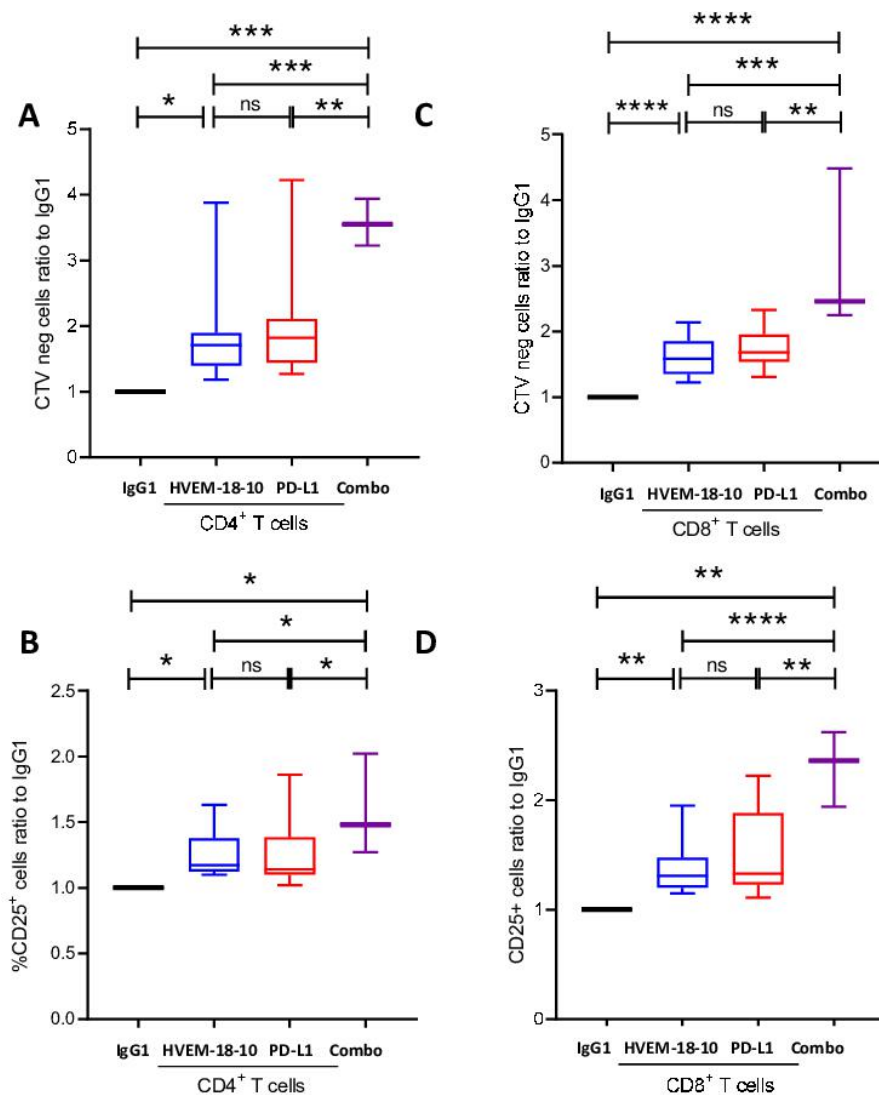 ***
***
*
ns
**
A
5
4
3
2
1
0
CTV neg cells ratio to IgG1
IgG1 HVEM-18-10 PD-L1 Combo
CD4+ T cells
****
***
****
ns
**
C
5
4
3
2
1
0
CTV neg cells ratio to IgG1
IgG1 HVEM-18-10 PD-L1 Combo
CD8+ T cells
*
*
*
ns
*
B
2.5
2.0
1.5
1.0
0.5
0.0
%CD25+ cells ratio to IgG1
IgG1 HVEM-18-10 PD-L1 Combo
CD4+ T cells
**
****
**
ns
**
D
3
2
1
0
CD25+ cells ratio to IgG1
IgG1 HVEM-18-10 PD-L1 Combo
CD8+ T cells